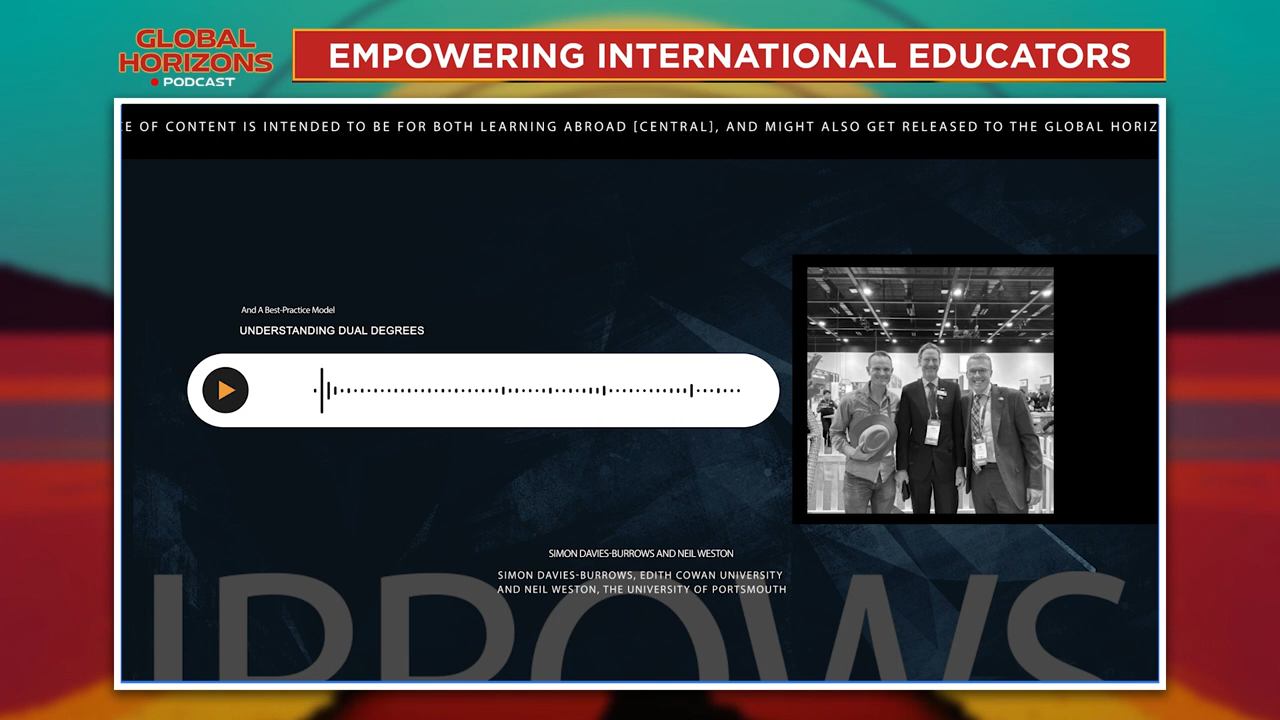 GLOBAL
HORIZONS
PODCAST
EMPOWERING INTERNATIONAL EDUCATORS
E OF CONTENT IS INTENDED TO BE FOR BOTH LEARNING ABROAD [CENTRAL], AND MIGHT ALSO GET RELEASED TO THE GLOBAL HORIZ
And A Best-Practice Model
UNDERSTANDING DUAL DEGREES
SIMON DAVIES-BURROWS AND NEIL WESTON
SIMON DAVIES-BURROWS, EDITH COWAN UNIVERSITY
AND NEIL WESTON, THE UNIVERSITY OF PORTSMOUTH
URROWS